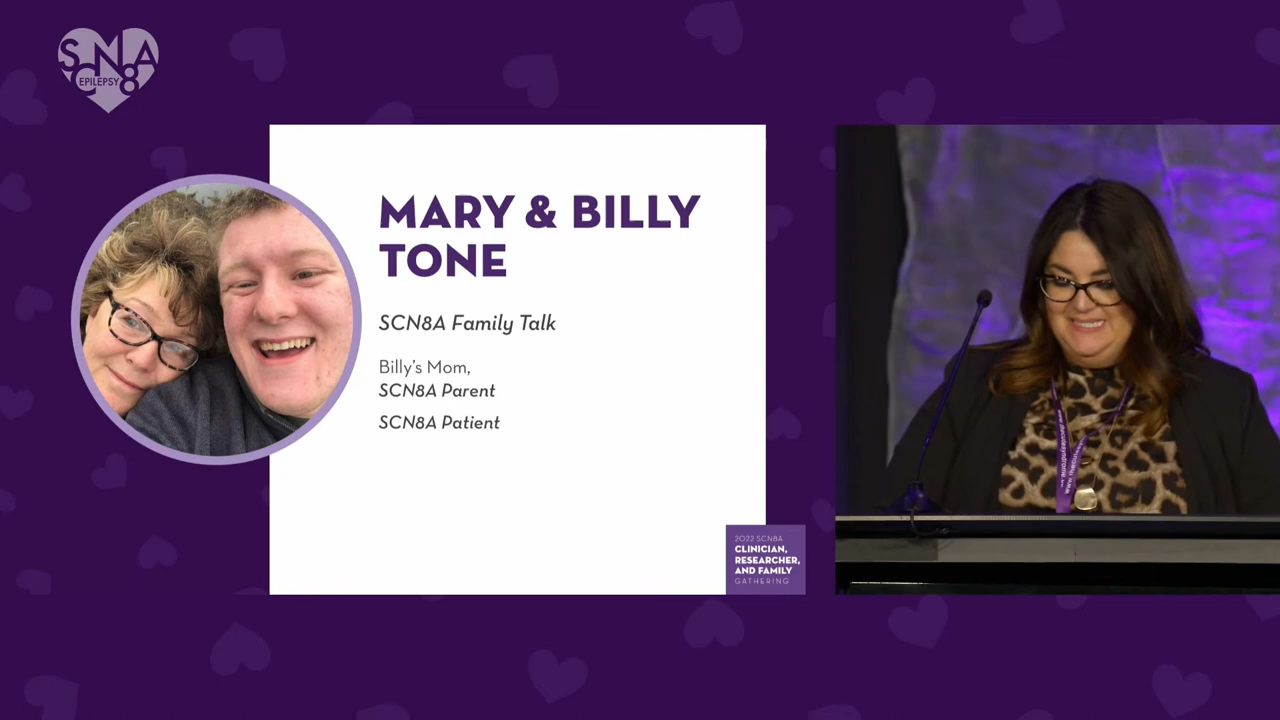 SCN8A
EPILEPSY
MARY & BILLY
TONE
SCN8A Family Talk
Billy's Mom,
SCN8A Parent
SCN8A Patient
2022 SCN8A
CLINICIAN,
RESEARCHER,
AND FAMILY
GATHERING